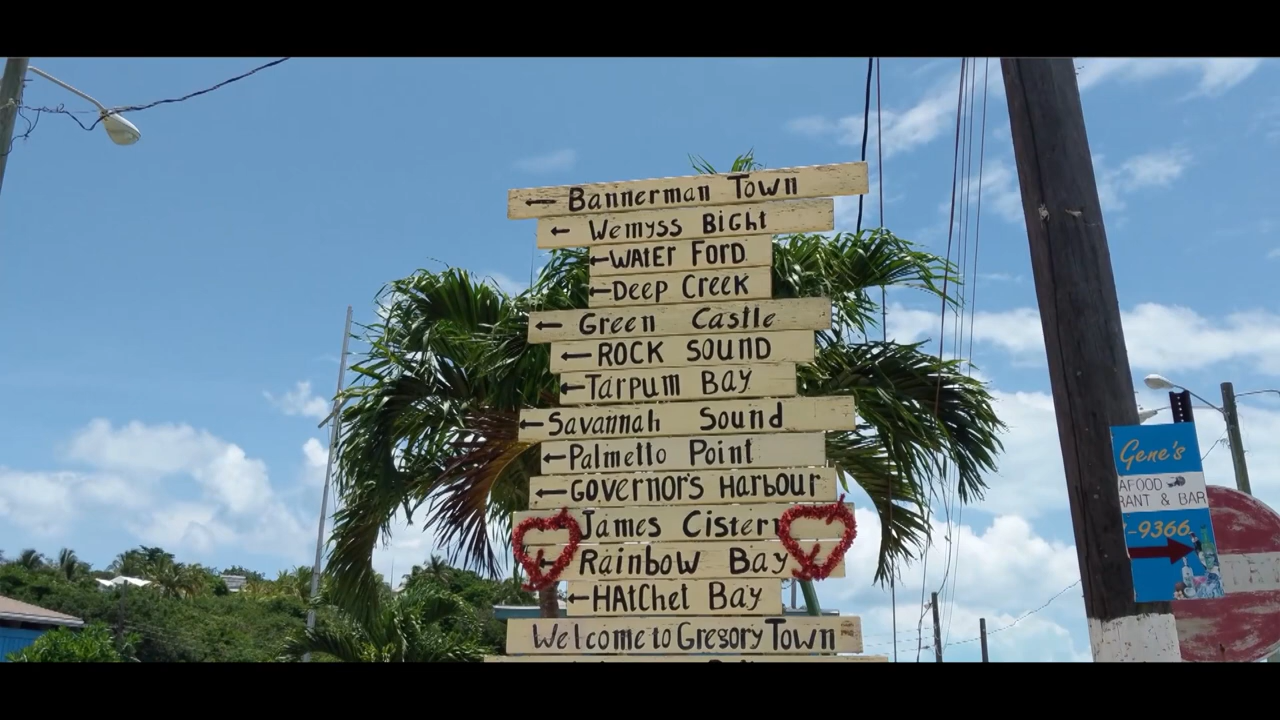 ← Bannerman Town
← Wemyss Bight
← Water Ford
← Deep Creek
← Green Castle
← Rock Sound
← Tarpum Bay
← Savannah Sound
← Palmetto Point
← Governor's Harbour
James Cistern
Rainbow Bay
← Hatchet Bay
Welcome to Gregory Town
Gene's
AFOOD
RANT & BAR
-9366